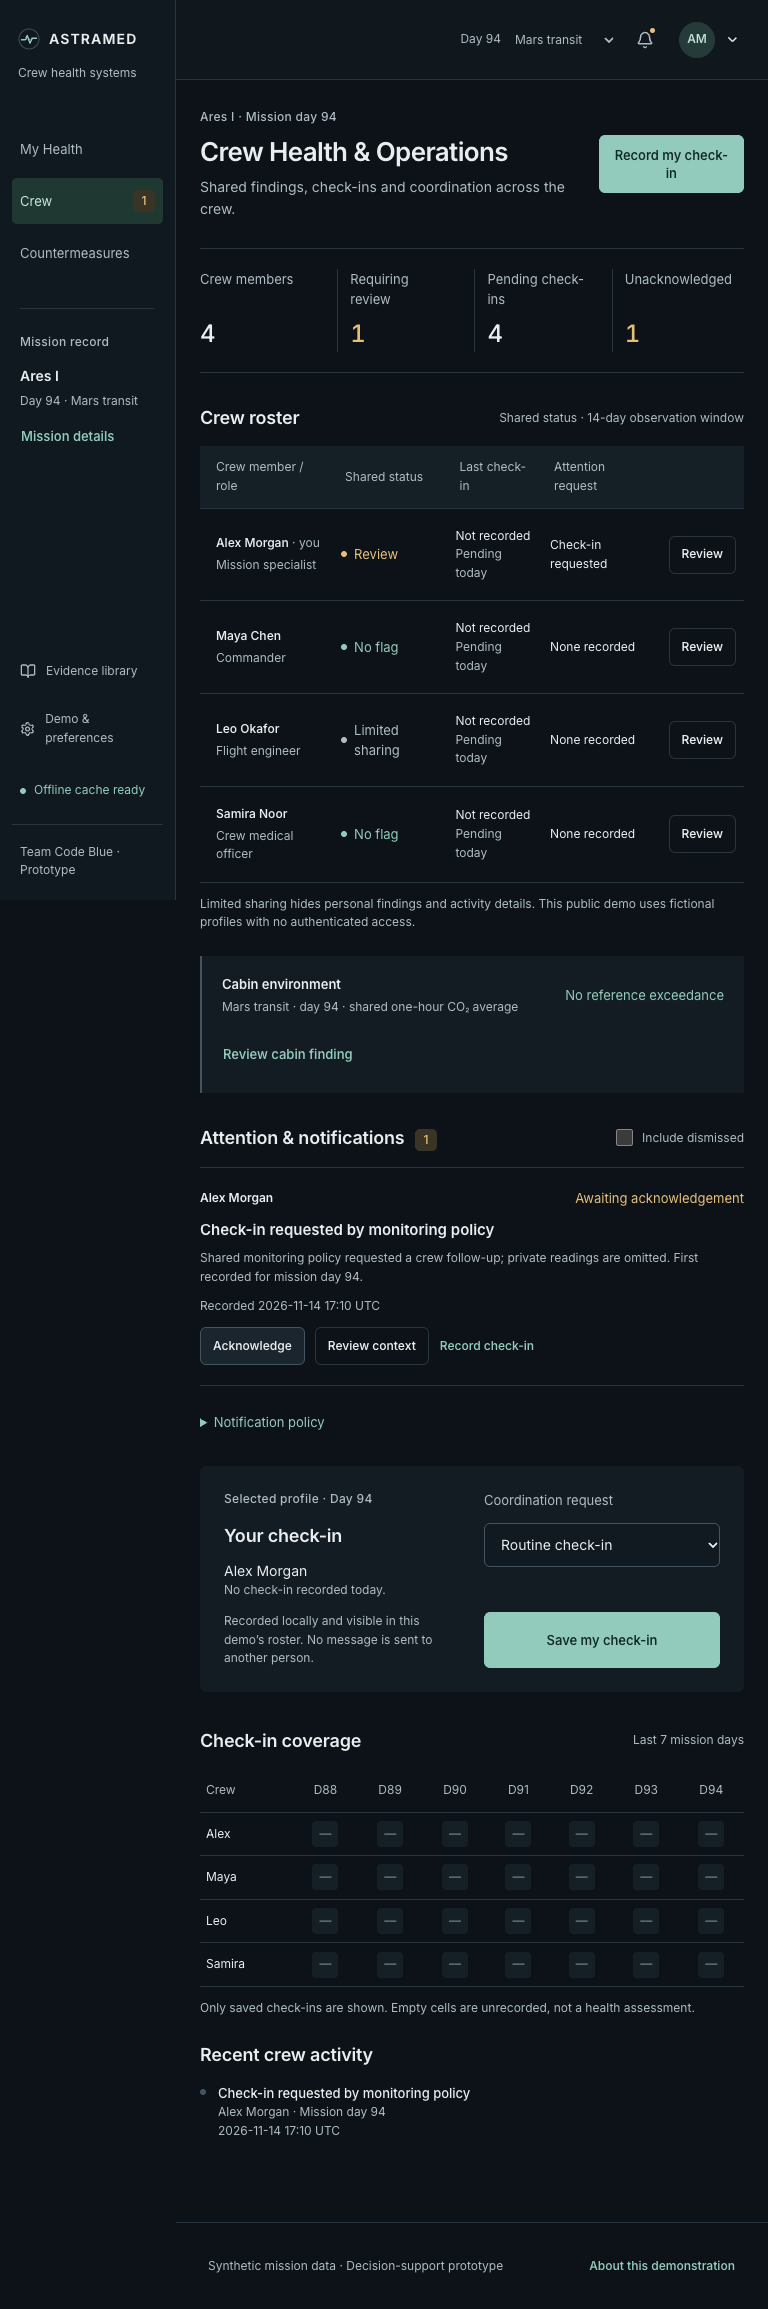 ASTRAMED
Crew health systems
My Health
Crew 1
Countermeasures
Mission record
Ares I
Day 94 · Mars transit
Mission details
Evidence library
Demo &
preferences
Offline cache ready
Team Code Blue ·
Prototype
Day 94 Mars transit AM
Ares I · Mission day 94
Crew Health & Operations
Record my check-
in
Shared findings, check-ins and coordination across the
crew.
Crew members
4
Requiring
review
1
Pending check-
ins
4
Unacknowledged
1
Crew roster
Shared status · 14-day observation window
Crew member /
role
Shared status
Last check-
in
Attention
request
Alex Morgan · you
Mission specialist
Review
Not recorded
Pending
today
Check-in
requested
Review
Maya Chen
Commander
No flag
Not recorded
Pending
today
None recorded
Review
Leo Okafor
Flight engineer
Limited
sharing
Not recorded
Pending
today
None recorded
Review
Samira Noor
Crew medical
officer
No flag
Not recorded
Pending
today
None recorded
Review
Limited sharing hides personal findings and activity details. This public demo uses fictional
profiles with no authenticated access.
Cabin environment
Mars transit · day 94 · shared one-hour CO₂ average
No reference exceedance
Review cabin finding
Attention & notifications 1
Include dismissed
Alex Morgan
Awaiting acknowledgement
Check-in requested by monitoring policy
Shared monitoring policy requested a crew follow-up; private readings are omitted. First
recorded for mission day 94.
Recorded 2026-11-14 17:10 UTC
Acknowledge Review context Record check-in
Notification policy
Selected profile · Day 94
Your check-in
Alex Morgan
No check-in recorded today.
Recorded locally and visible in this
demo’s roster. No message is sent to
another person.
Coordination request
Routine check-in
Save my check-in
Check-in coverage
Last 7 mission days
Crew D88 D89 D90 D91 D92 D93 D94
Alex — — — — — — —
Maya — — — — — — —
Leo — — — — — — —
Samira — — — — — — —
Only saved check-ins are shown. Empty cells are unrecorded, not a health assessment.
Recent crew activity
Check-in requested by monitoring policy
Alex Morgan · Mission day 94
2026-11-14 17:10 UTC
Synthetic mission data · Decision-support prototype
About this demonstration